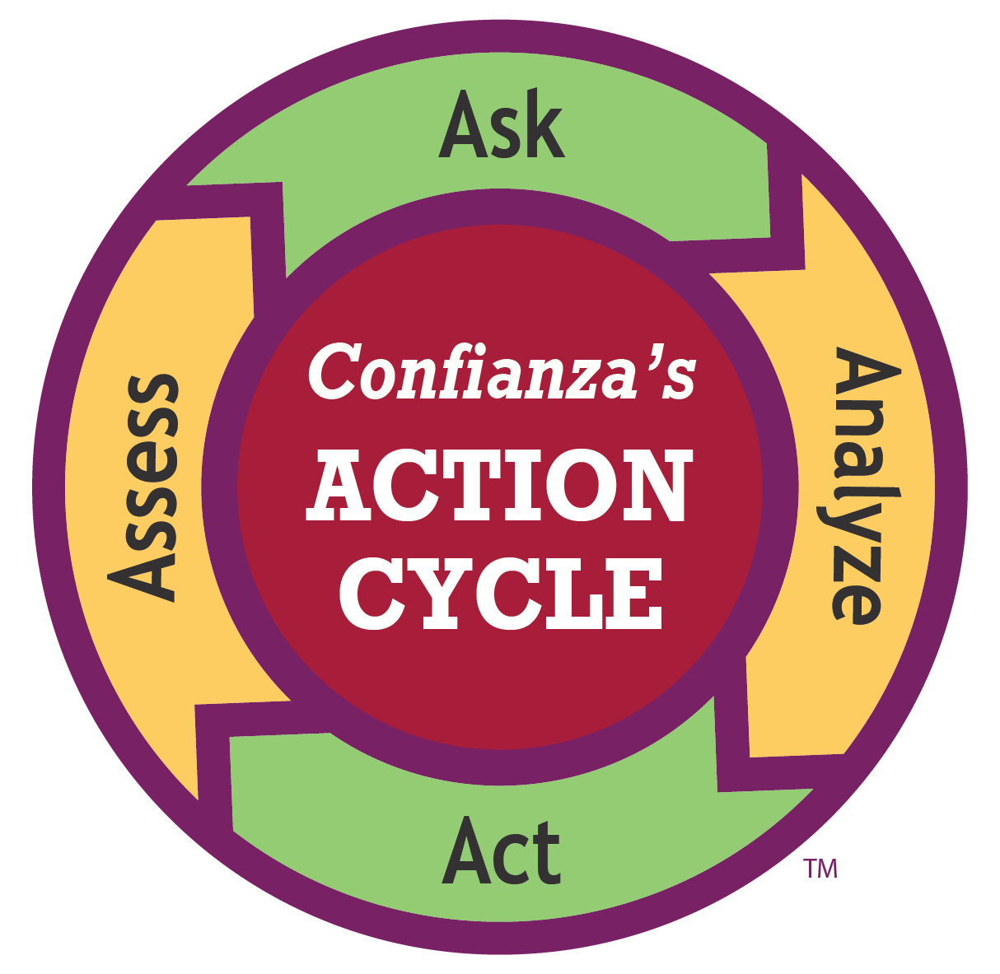 Ask
Analyze
Act
Assess
Confianza’s
ACTION
CYCLE
TM